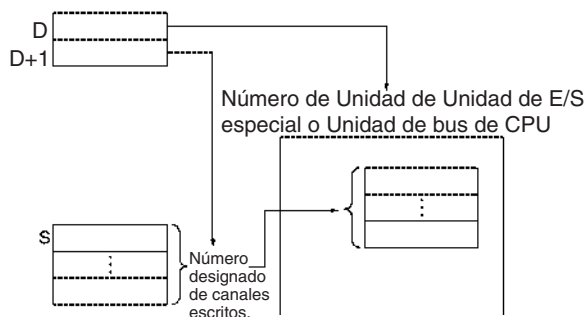 D
D+1
Número de Unidad de Unidad de E/S
especial o Unidad de bus de CPU
S
Número
designado
de canales
escritos.